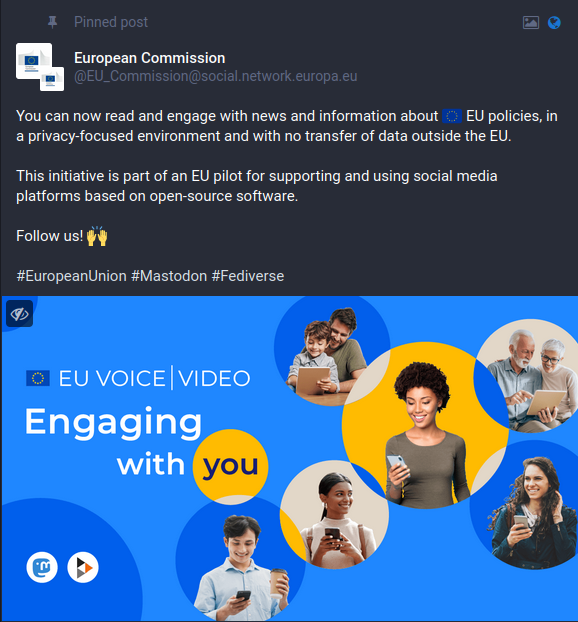 Pinned post
European Commission
@EU_Commission@social.network.europa.eu
You can now read and engage with news and information about 🇪🇺 EU policies, in
a privacy-focused environment and with no transfer of data outside the EU.
This initiative is part of an EU pilot for supporting and using social media
platforms based on open-source software.
Follow us! 🙌
#EuropeanUnion #Mastodon #Fediverse
EU VOICE|VIDEO
Engaging
with you